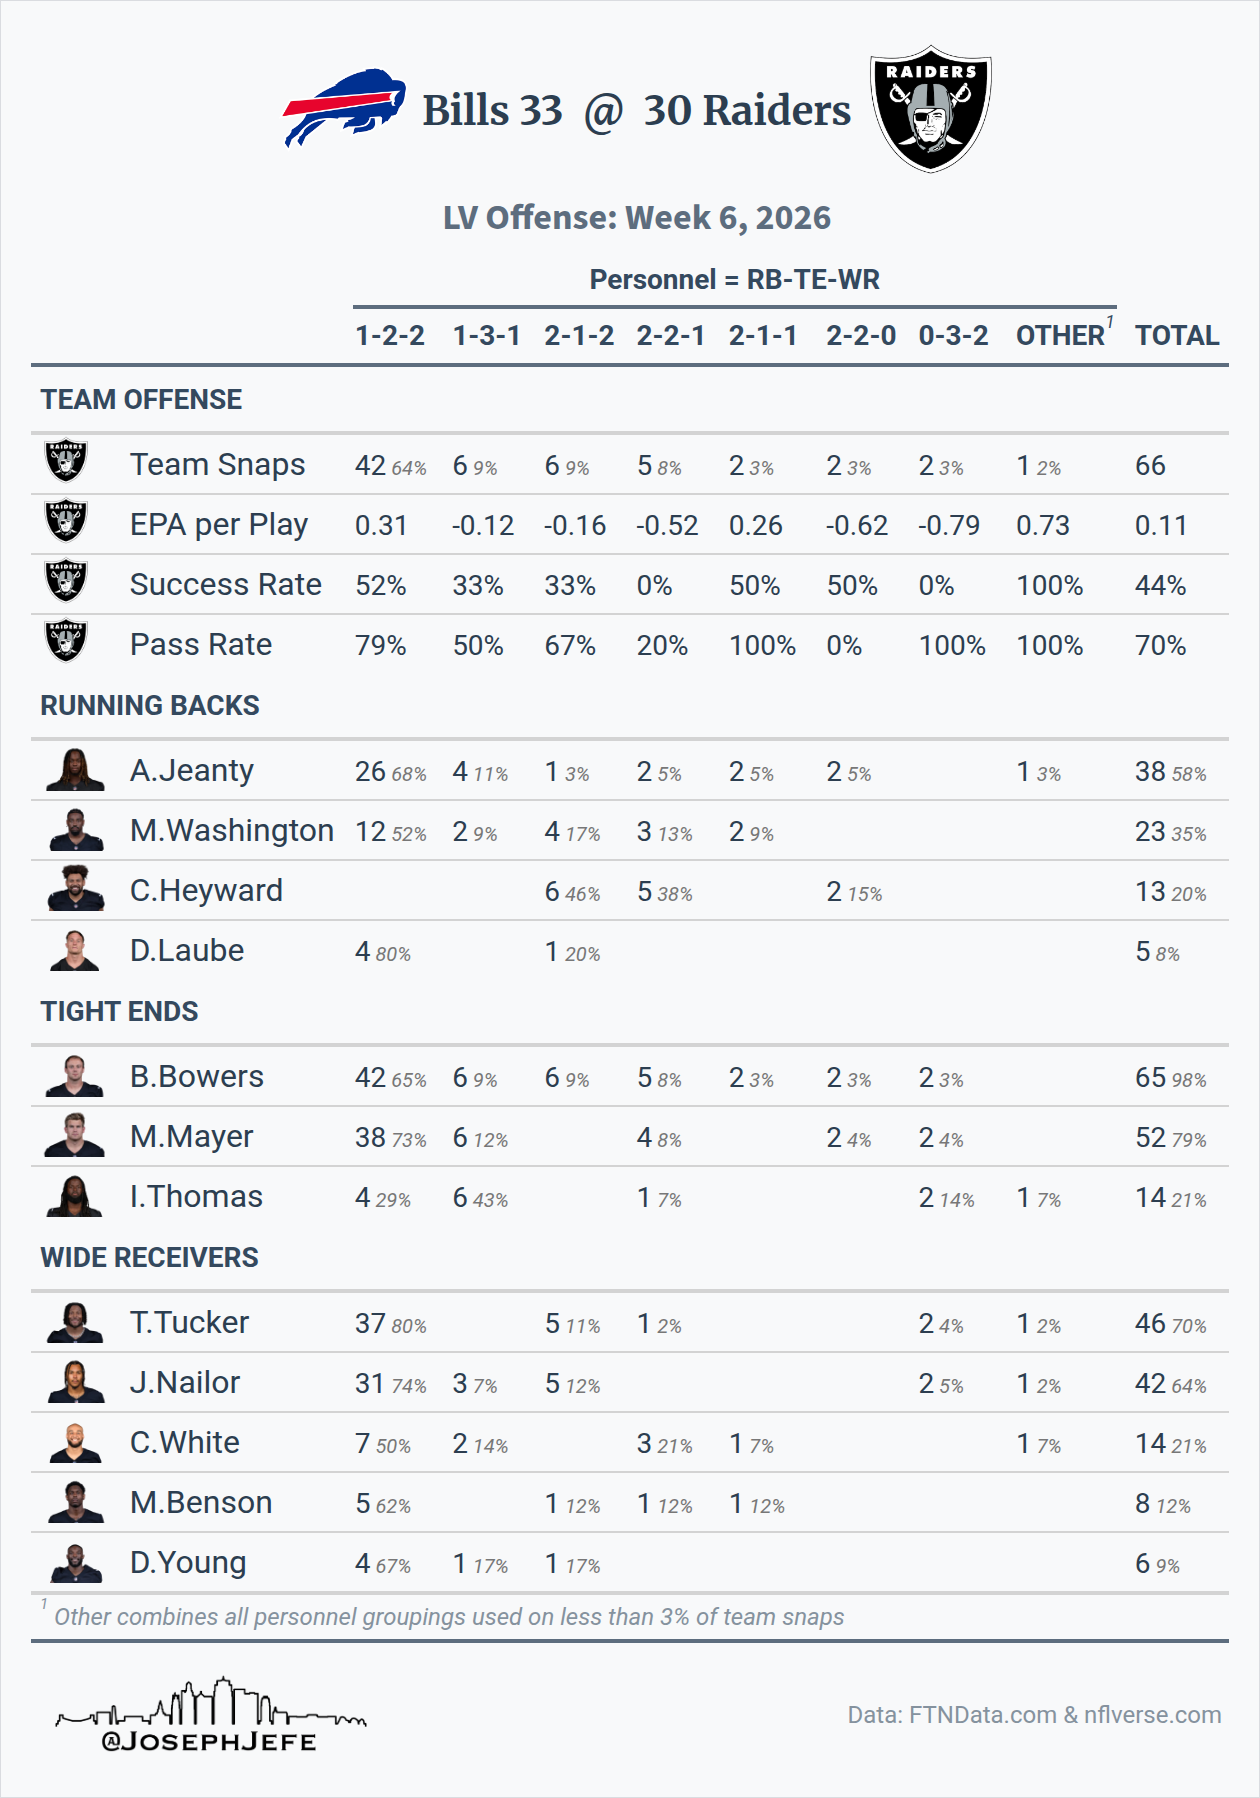 Bills 33 @ 30 Raiders
RAIDERS
LV Offense: Week 6, 2026
Personnel = RB-TE-WR
1-2-2 1-3-1 2-1-2 2-2-1 2-1-1 2-2-0 0-3-2 OTHER1 TOTAL
TEAM OFFENSE
RAIDERS Team Snaps 42 64% 6 9% 6 9% 5 8% 2 3% 2 3% 2 3% 1 2% 66
RAIDERS EPA per Play 0.31 -0.12 -0.16 -0.52 0.26 -0.62 -0.79 0.73 0.11
RAIDERS Success Rate 52% 33% 33% 0% 50% 50% 0% 100% 44%
RAIDERS Pass Rate 79% 50% 67% 20% 100% 0% 100% 100% 70%
RUNNING BACKS
A.Jeanty 26 68% 4 11% 1 3% 2 5% 2 5% 2 5% 1 3% 38 58%
M.Washington 12 52% 2 9% 4 17% 3 13% 2 9% 23 35%
C.Heyward 6 46% 5 38% 2 15% 13 20%
D.Laube 4 80% 1 20% 5 8%
TIGHT ENDS
B.Bowers 42 65% 6 9% 6 9% 5 8% 2 3% 2 3% 2 3% 65 98%
M.Mayer 38 73% 6 12% 4 8% 2 4% 2 4% 52 79%
I.Thomas 4 29% 6 43% 1 7% 2 14% 1 7% 14 21%
WIDE RECEIVERS
T.Tucker 37 80% 5 11% 1 2% 2 4% 1 2% 46 70%
J.Nailor 31 74% 3 7% 5 12% 2 5% 1 2% 42 64%
C.White 7 50% 2 14% 3 21% 1 7% 1 7% 14 21%
M.Benson 5 62% 1 12% 1 12% 1 12% 8 12%
D.Young 4 67% 1 17% 1 17% 6 9%
1 Other combines all personnel groupings used on less than 3% of team snaps
@JOSEPHJEFE
Data: FTNData.com & nflverse.com